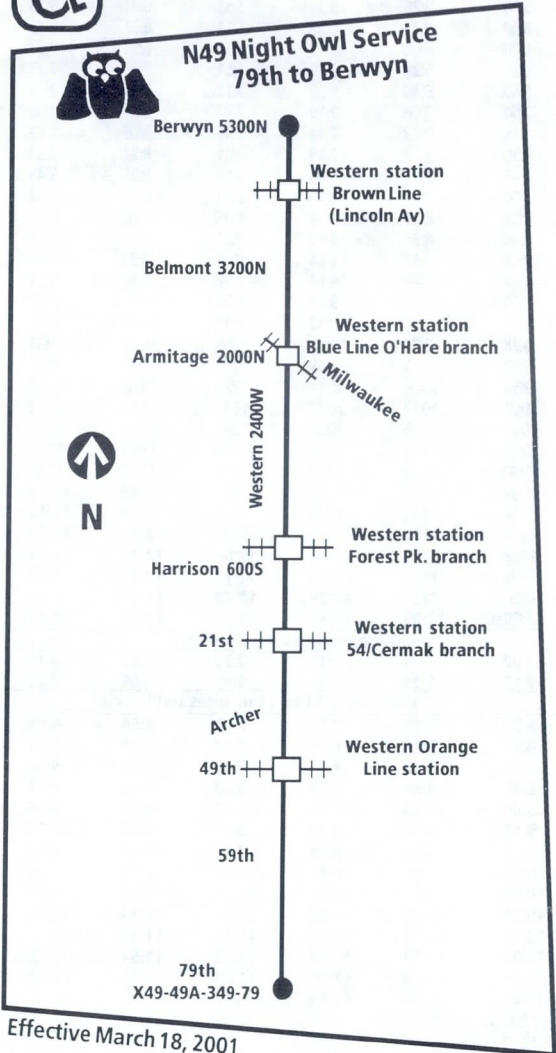 N49 Night Owl Service
79th to Berwyn
Berwyn 5300N
Western station
Brown Line
(Lincoln Av)
Belmont 3200N
Western station
Blue Line O'Hare branch
Armitage 2000N
Milwaukee
Western 2400W
N
Western station
Forest Pk. branch
Harrison 600S
Western station
54/Cermak branch
21st
Archer
Western Orange
Line station
49th
59th
79th
X49-49A-349-79
Effective March 18, 2001